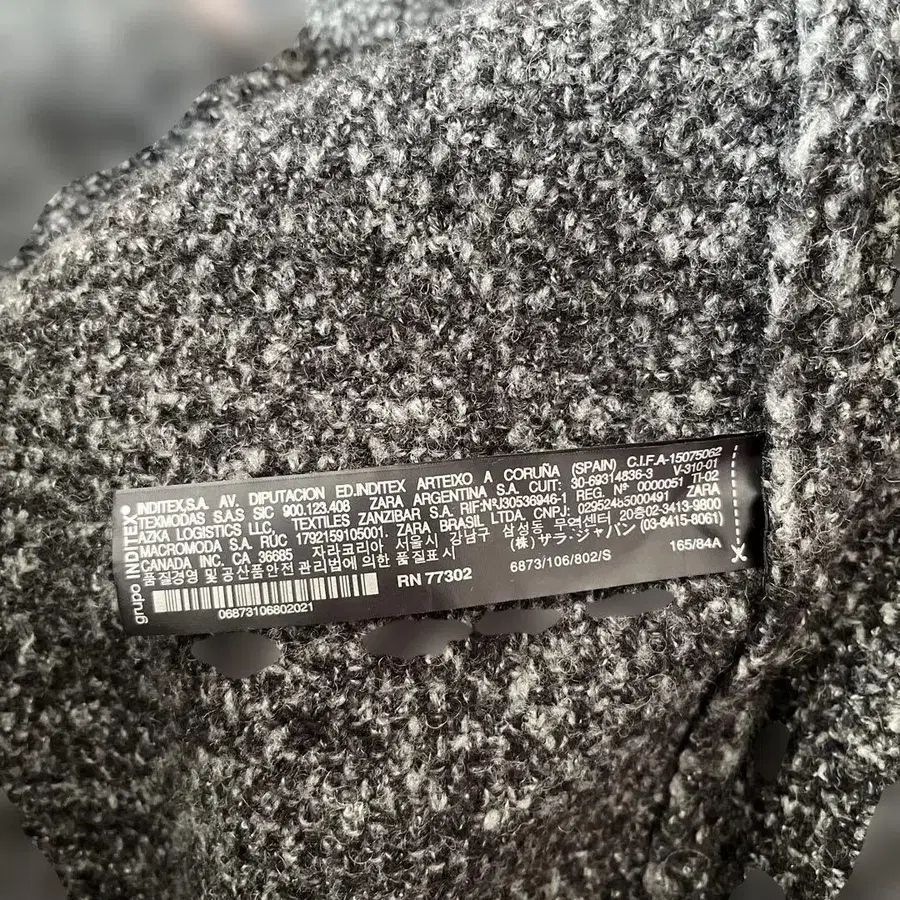 grupo INDITEX
INDITEX,S.A. AV. DIPUTACION ED.INDITEX ARTEIXO A CORUÑA (SPAIN) C.I.F.A-15075062
TEXMODAS S.A.S SIC 900.123.408 ZARA ARGENTINA S.A. CUIT: 30-69314836-3 V-310-01
AZKA LOGISTICS LLC. TEXTILES ZANZIBAR S.A. RIF:NºJ30536946-1 REG. Nº 0000051 TI-02
MACROMODA S.A. RUC 1792159105001. ZARA BRASIL LTDA. CNPJ: 02952485000491 ZARA
CANADA INC. CA 36685 자라코리아 서울시 강남구 삼성동 무역센터 20층02-3413-9800
품질경영 및 공산품안전 관리법에 의한 품질표시 (株) ザラ・ジャパン (03-6415-8061)
RN 77302 6873/106/802/S 165/84A
06873106802021